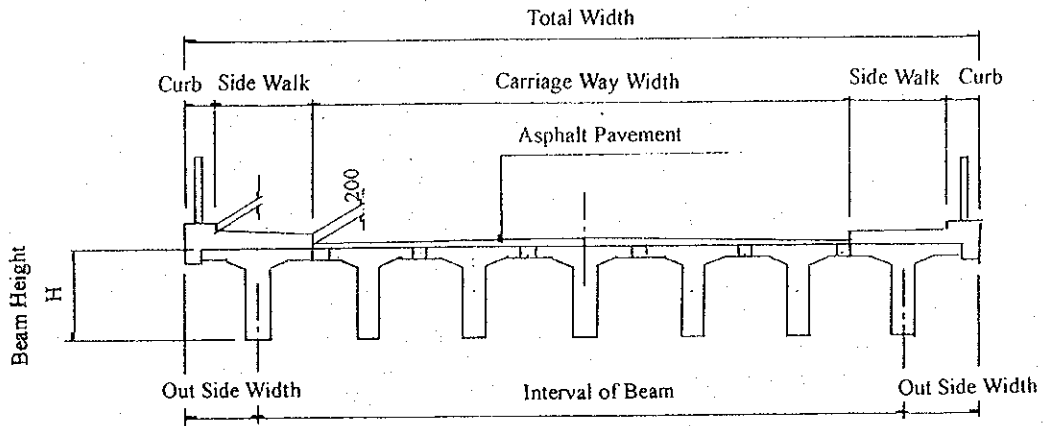 Total Width
Curb Side Walk Carriage Way Width Side Walk Curb
Asphalt Pavement
200
Beam Height
H
Out Side Width Interval of Beam Out Side Width